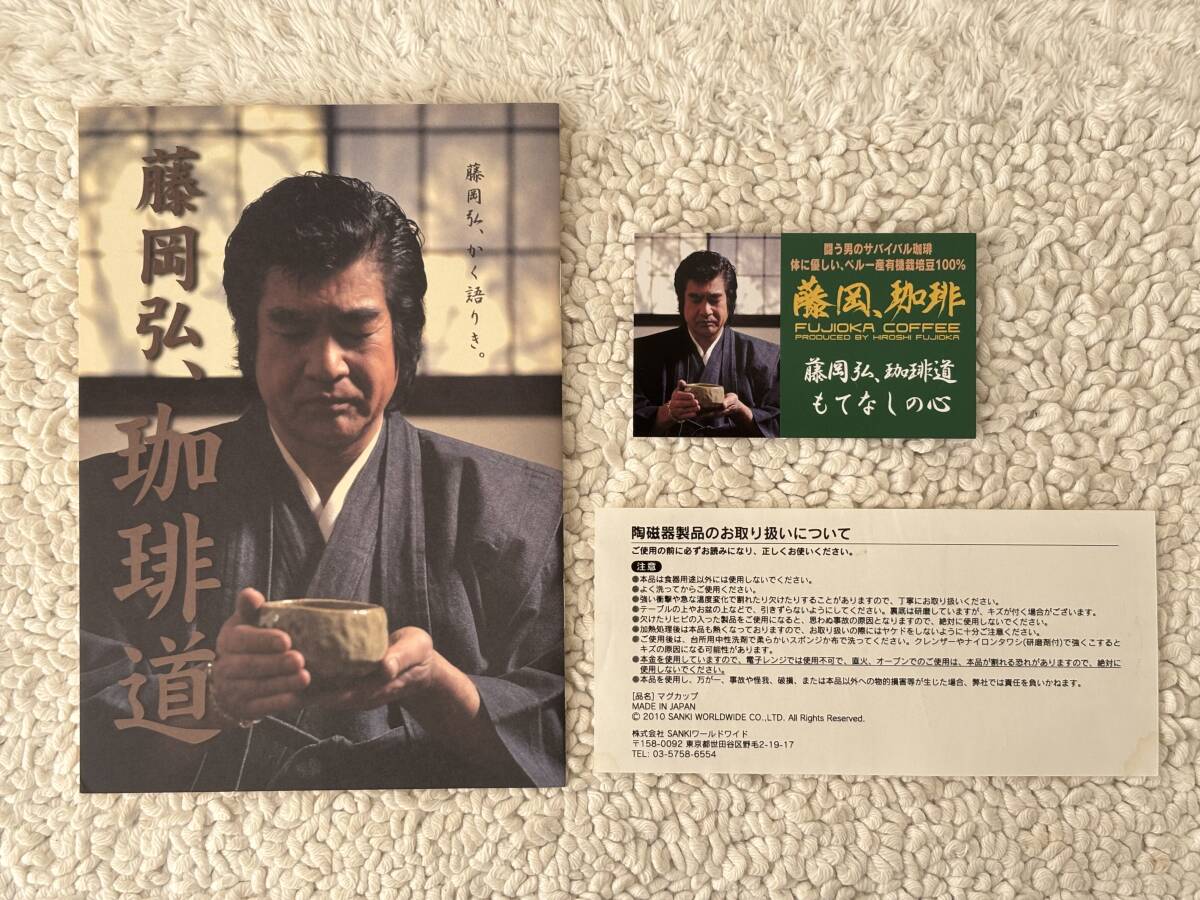 藤岡弘、珈琲道
藤岡弘、かく語りき。
闘う男のサバイバル珈琲
体に優しい、ペルー産有機栽培豆100%
藤岡、珈琲
FUJIOKA COFFEE
PRODUCED BY HIROSHI FUJIOKA
藤岡弘、珈琲道
もてなしの心
陶磁器製品のお取り扱いについて
ご使用の前に必ずお読みになり、正しくお使いください。
注意
●本品は食器用途以外には使用しないでください。
●よく洗ってからご使用ください。
●強い衝撃や急な温度変化で割れたり欠けたりすることがありますので、丁寧にお取り扱いください。
●テーブルの上やお盆の上などで、引きずらないようにしてください。裏底は研磨していますが、キズが付く場合がございます。
●欠けたりヒビの入った製品をご使用になると、思わぬ事故の原因となりますので、絶対に使用しないでください。
●加熱処理後は本品も熱くなっておりますので、お取り扱いの際にはヤケドをしないように十分ご注意ください。
●ご使用後は、台所用中性洗剤で柔らかいスポンジか布で洗ってください。クレンザーやナイロンタワシ(研磨剤付)で強くこすると
キズの原因になる可能性があります。
●本金を使用していますので、電子レンジでは使用不可で、直火、オーブンでのご使用は、本品が割れる恐れがありますので、絶対に
使用しないでください。
●本品を使用し、万が一、事故や怪我、破損、または本品以外への物的損害等が生じた場合、弊社では責任を負いかねます。
[品名] マグカップ
MADE IN JAPAN
© 2010 SANKI WORLDWIDE CO.,LTD. All Rights Reserved.
株式会社 SANKIワールドワイド
〒158-0092 東京都世田谷区野毛2-19-17
TEL: 03-5758-6554